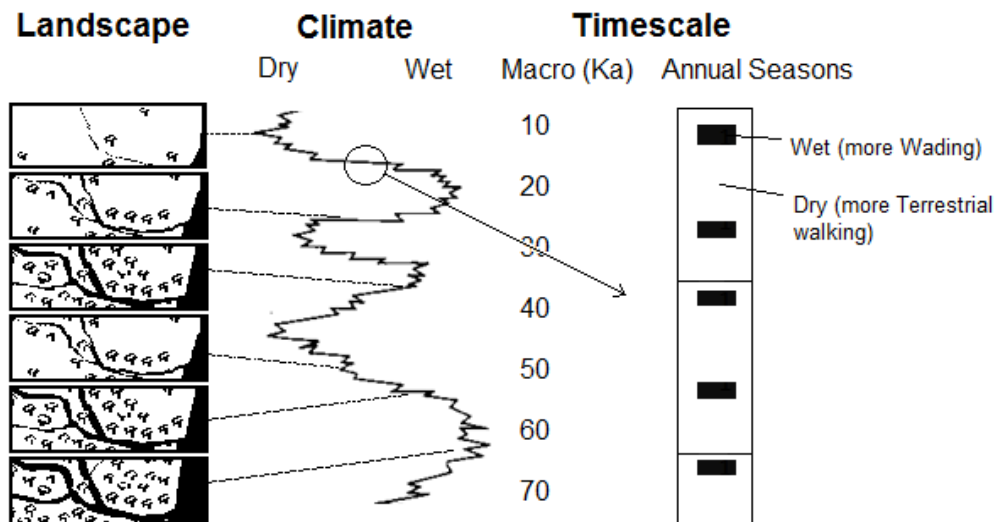 Landscape Climate Timescale
Dry Wet Macro (Ka) Annual Seasons
10
Wet (more Wading)
20
Dry (more Terrestrial
walking)
30
40
50
60
70